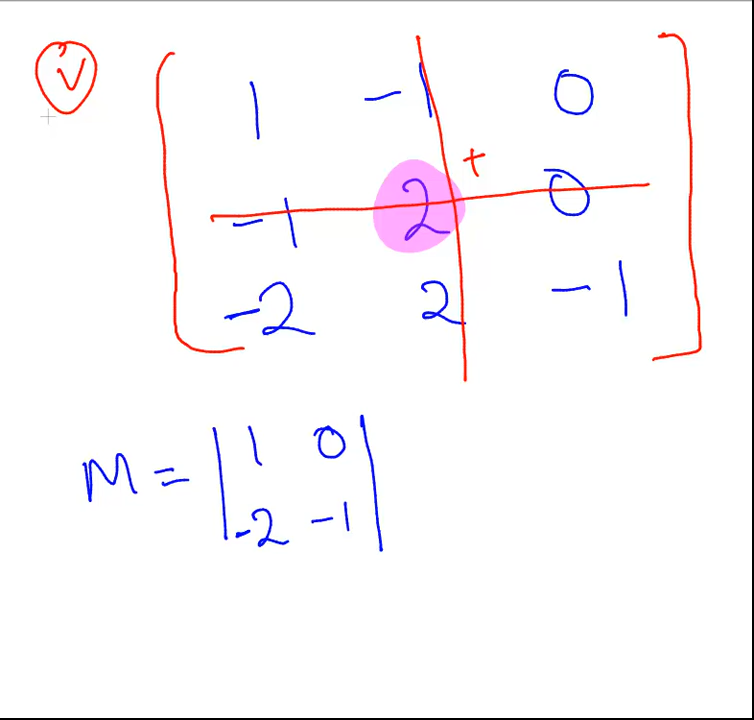 V
1 -1 0
+
-1 2 0
-2 2 -1
M = | 1 0 |
| -2 -1 |